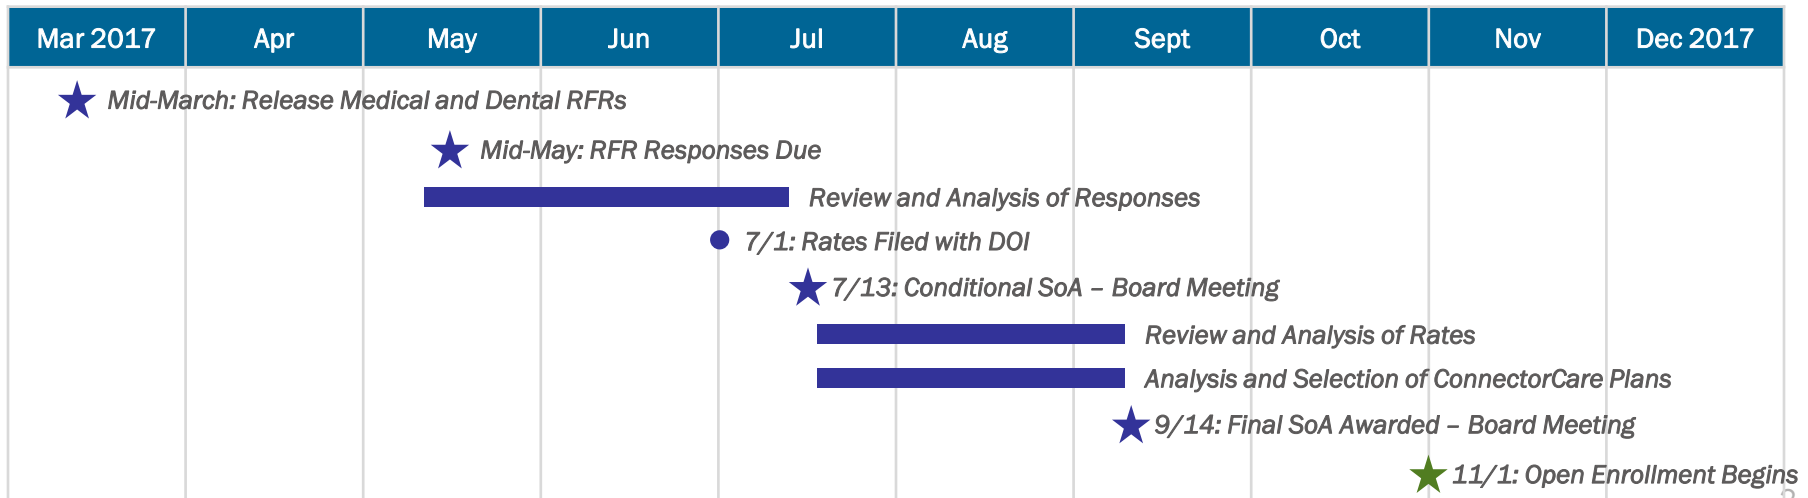 Mar 2017 Apr May Jun Jul Aug Sept Oct Nov Dec 2017
Mid-March: Release Medical and Dental RFRs
Mid-May: RFR Responses Due
Review and Analysis of Responses
7/1: Rates Filed with DOI
7/13: Conditional SoA – Board Meeting
Review and Analysis of Rates
Analysis and Selection of ConnectorCare Plans
9/14: Final SoA Awarded – Board Meeting
11/1: Open Enrollment Begins